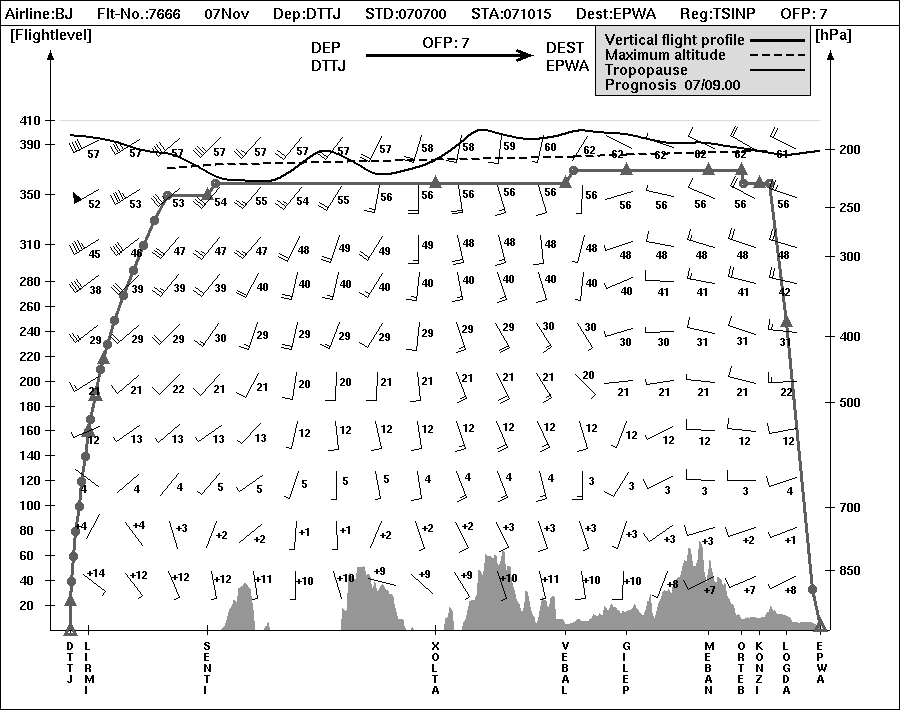 Airline:BJ Flt-No.:7666 07Nov Dep:DTTJ STD:070700 STA:071015 Dest:EPWA Reg:TSINP OFP: 7
[Flightlevel] DEP OFP: 7 DEST Vertical flight profile [hPa]
DTTJ EPWA Maximum altitude
Tropopause
Prognosis 07/09.00
410
390 57 57 57 57 57 57 57 57 58 58 59 60 62 62 62 62 62 61 200
350 52 53 53 54 55 54 55 56 56 56 56 56 56 56 56 56 56 56 250
310 45 46 47 47 47 48 49 49 49 48 48 48 48 48 48 48 48 48 300
280 38 39 39 39 40 40 40 40 40 40 40 40 40 40 41 41 41 42
260
240 29 29 29 30 29 29 29 29 29 29 29 30 30 30 30 31 31 31 400
220
200 21 21 22 21 21 20 20 21 21 21 21 21 20 21 21 21 21 22
180 500
160 12 13 13 13 13 12 12 12 12 12 12 12 12 12 12 12 12 12
140
120 4 4 4 5 5 5 5 5 4 4 4 4 3 3 3 3 3 4
100 700
80 +4 +4 +3 +2 +2 +1 +1 +2 +2 +2 +3 +3 +3 +3 +3 +3 +2 +1
60
40 +14 +12 +12 +12 +11 +10 +10 +9 +9 +9 +10 +11 +10 +10 +8 +7 +7 +8 850
20
DTTJ LIRMI SENTI XOLTA VEBAL GILEP MEBAN ORTEB KONZI LOGDA EPWA